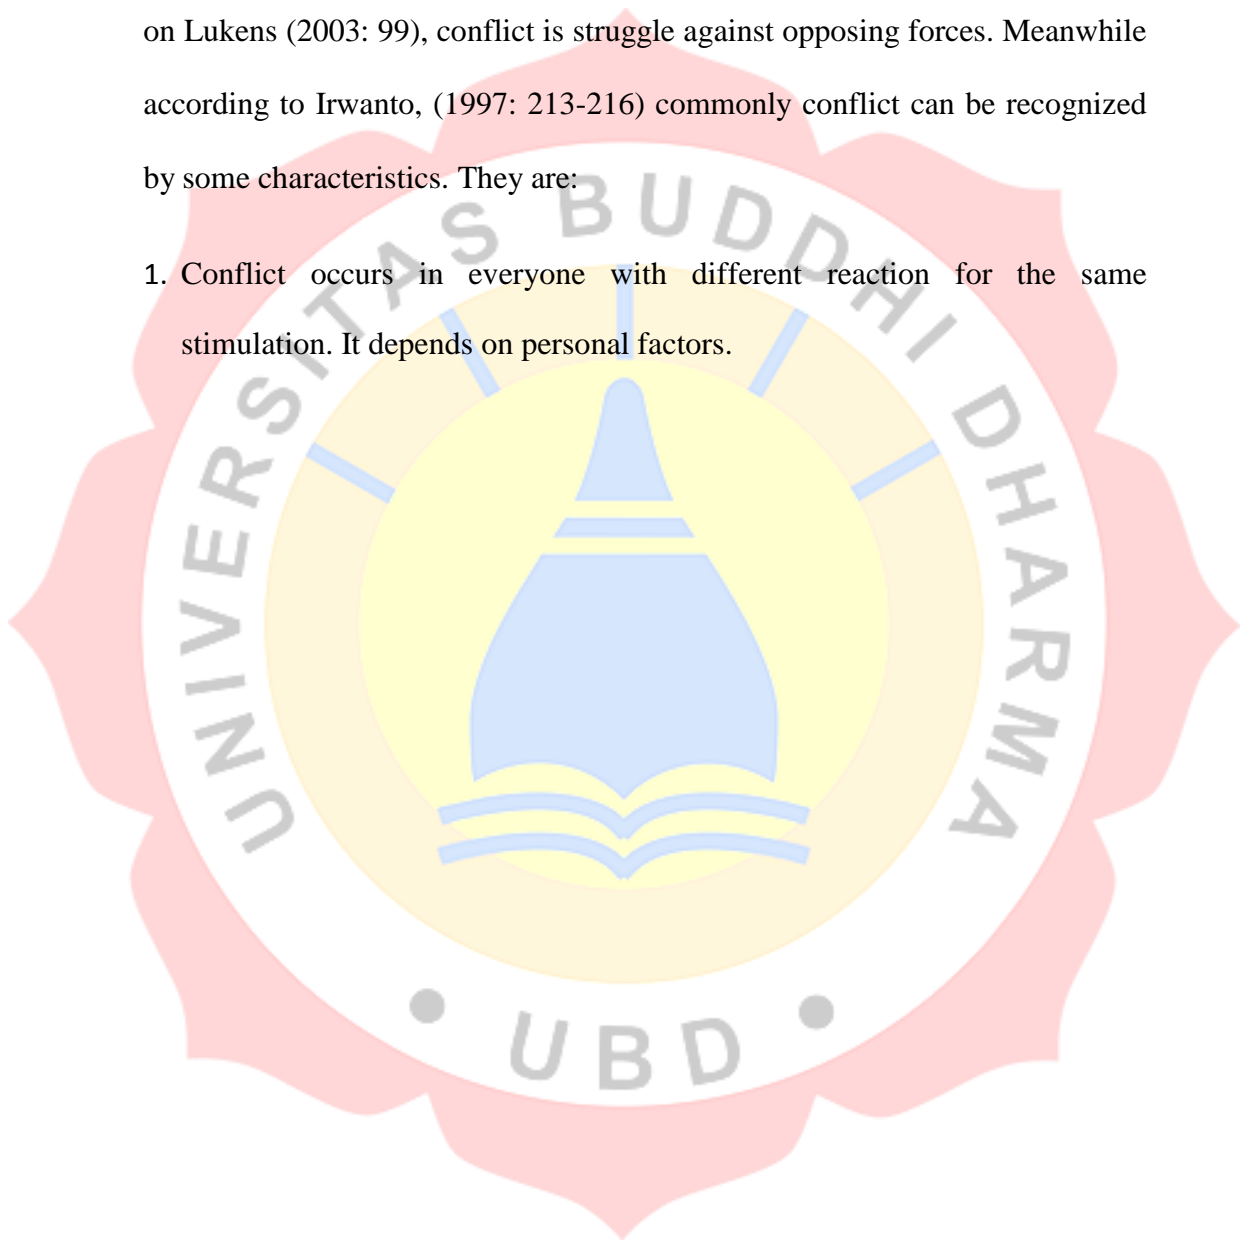 on Lukens (2003: 99), conflict is struggle against opposing forces. Meanwhile
according to Irwanto, (1997: 213-216) commonly conflict can be recognized
by some characteristics. They are:
1. Conflict occurs in everyone with different reaction for the same
stimulation. It depends on personal factors.
UNIVERSITAS BUDDHI DHARMA
• UBD •